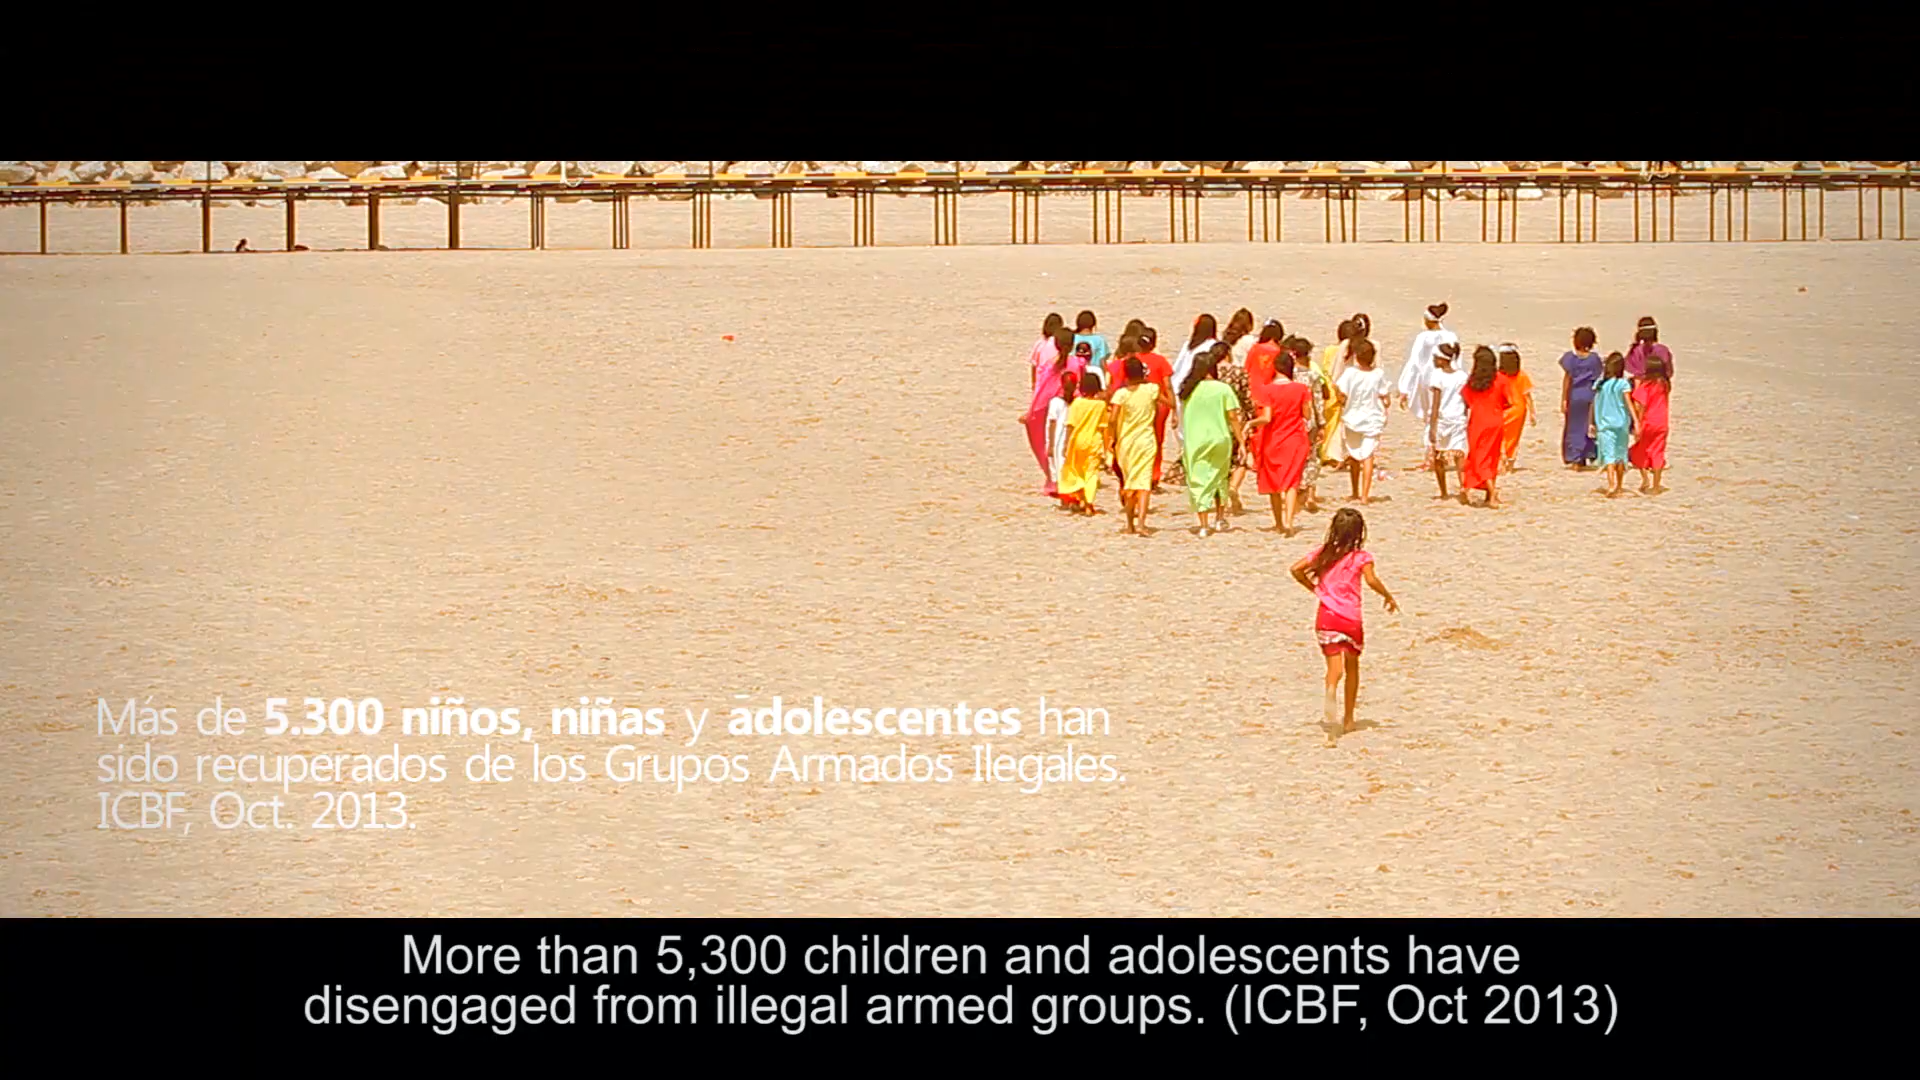 Más de 5.300 niños, niñas y adolescentes han
sido recuperados de los Grupos Armados Ilegales.
ICBF, Oct. 2013.
More than 5,300 children and adolescents have
disengaged from illegal armed groups. (ICBF, Oct 2013)